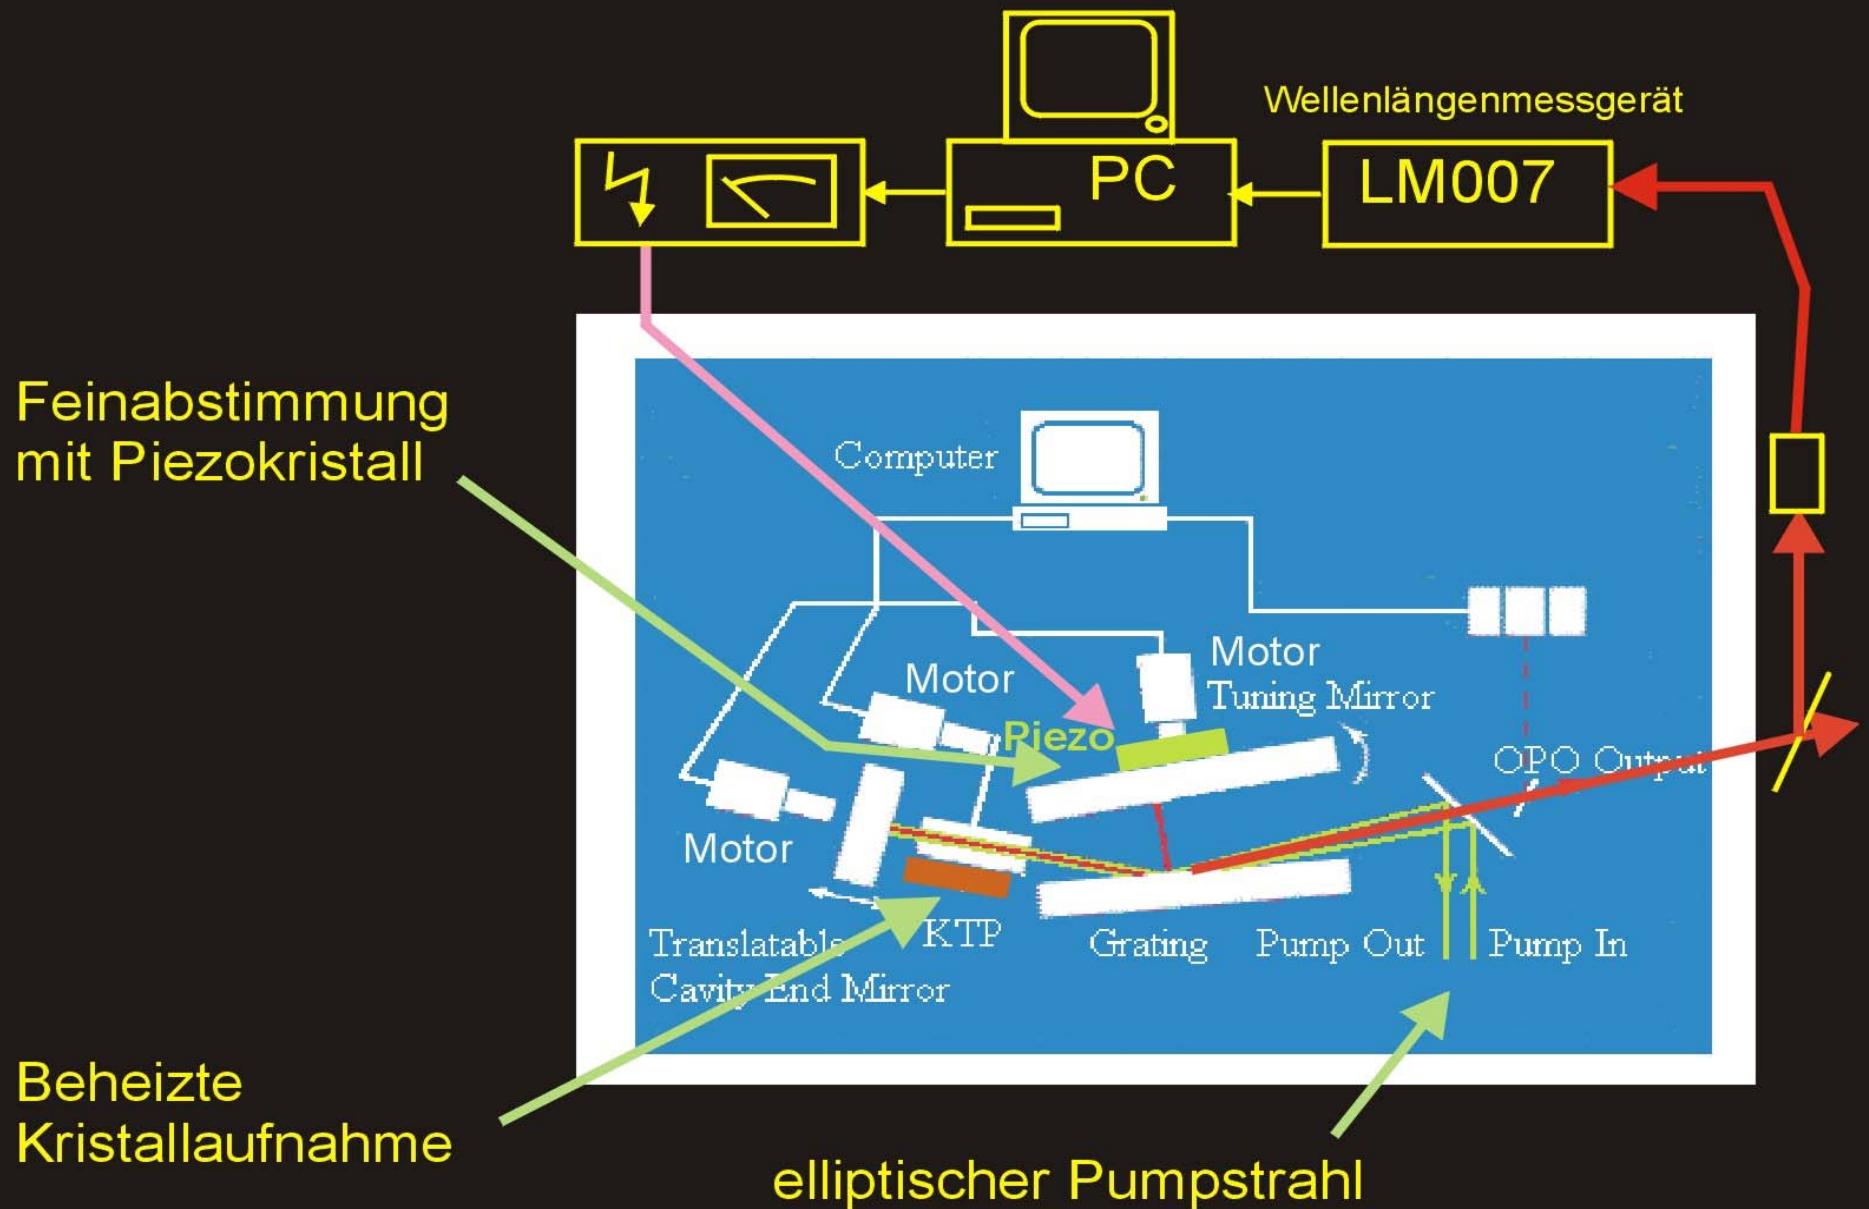 Wellenlängenmessgerät
PC
LM007
Feinabstimmung
mit Piezokristall
Computer
Motor
Motor
Tuning Mirror
Piezo
OPO Output
Motor
KTP
Translatable
Cavity End Mirror
Grating
Pump Out
Pump In
Beheizte
Kristallaufnahme
elliptischer Pumpstrahl